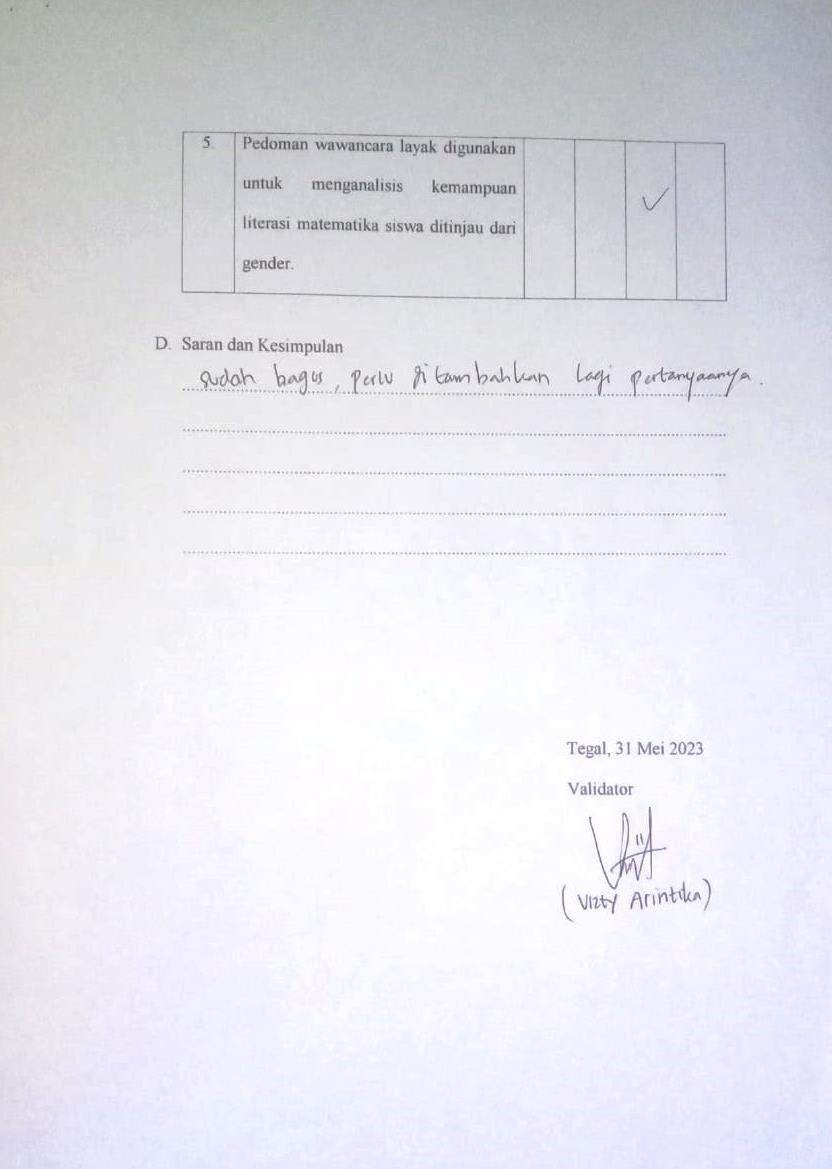 5. Pedoman wawancara layak digunakan
untuk menganalisis kemampuan
literasi matematika siswa ditinjau dari
gender.
✓
D. Saran dan Kesimpulan
sudah bagus, perlu ditambahkan lagi pertanyaanya.
Tegal, 31 Mei 2023
Validator
(Vizty Arintika)